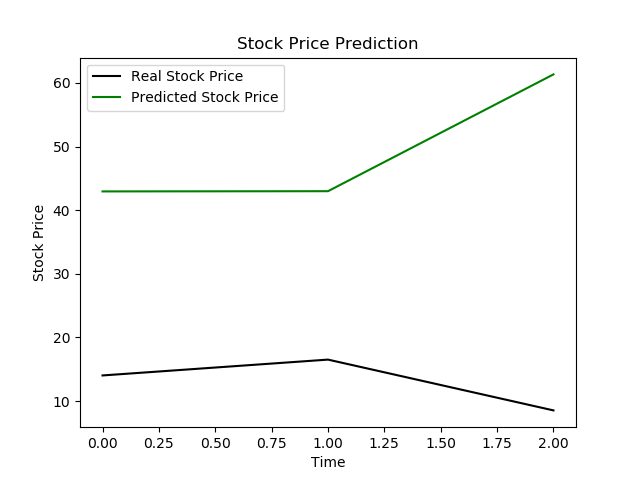 Stock Price Prediction
Real Stock Price
Predicted Stock Price
Stock Price
60
50
40
30
20
10
0.00 0.25 0.50 0.75 1.00 1.25 1.50 1.75 2.00
Time